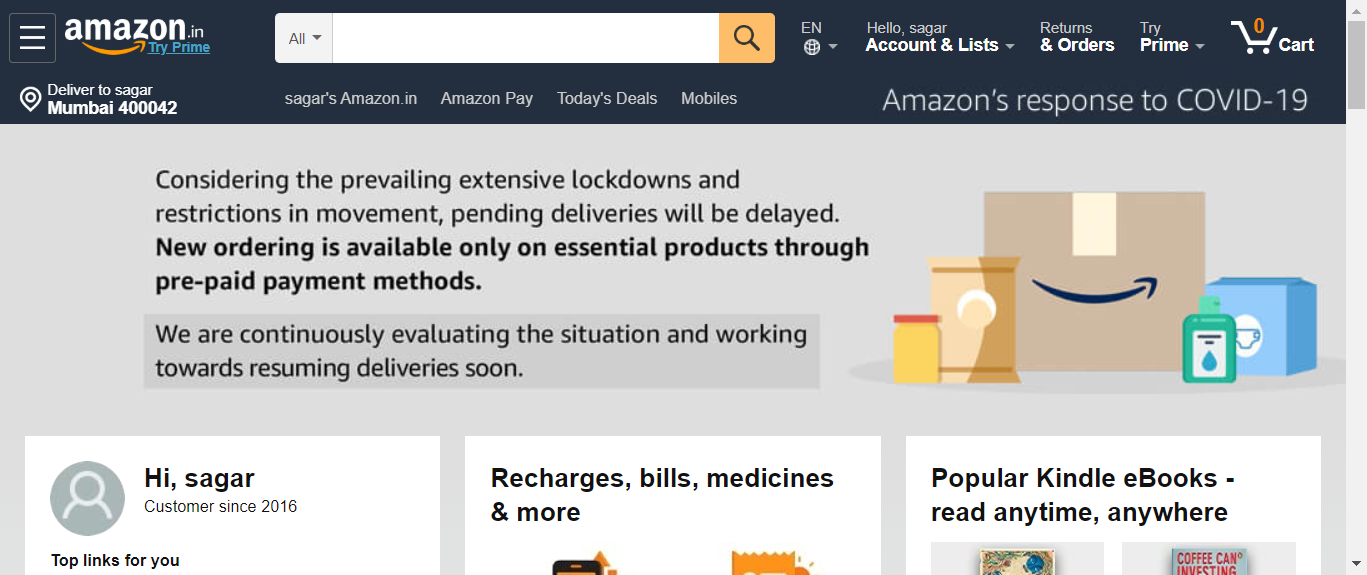 amazon.in
Try Prime
All
EN
Hello, sagar
Account & Lists
Returns
& Orders
Try
Prime
0
Cart
Deliver to sagar
Mumbai 400042
sagar's Amazon.in
Amazon Pay
Today's Deals
Mobiles
Amazon's response to COVID-19
Considering the prevailing extensive lockdowns and
restrictions in movement, pending deliveries will be delayed.
New ordering is available only on essential products through
pre-paid payment methods.
We are continuously evaluating the situation and working
towards resuming deliveries soon.
Hi, sagar
Customer since 2016
Top links for you
Recharges, bills, medicines
& more
Popular Kindle eBooks -
read anytime, anywhere
COFFEE CAN
INVESTING